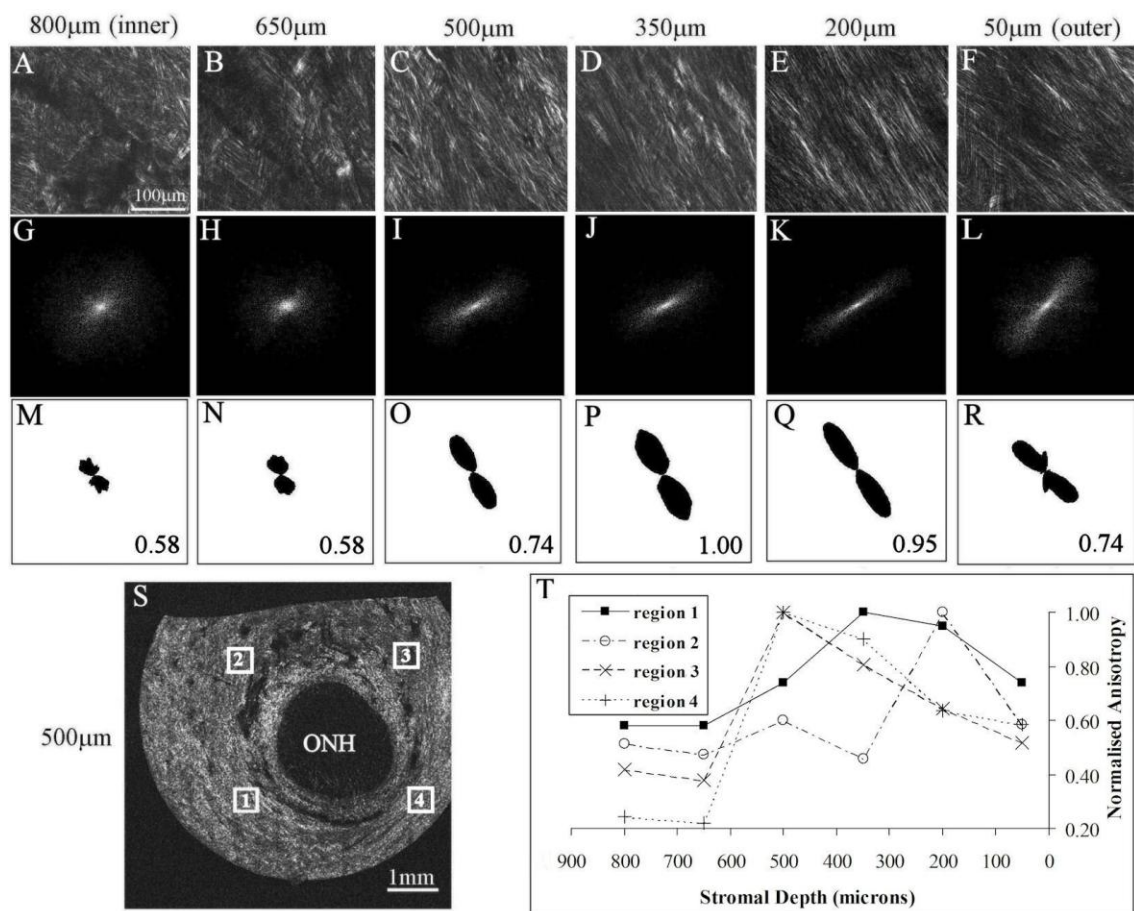 800μm (inner) 650μm 500μm 350μm 200μm 50μm (outer)
A B C D E F
100μm
G H I J K L
M N O P Q R
0.58 0.58 0.74 1.00 0.95 0.74
S
2 3
500μm
ONH
1 4
1mm
T
region 1
region 2
region 3
region 4
1.00
0.80
0.60
0.40
0.20
Normalised Anisotropy
900 800 700 600 500 400 300 200 100 0
Stromal Depth (microns)